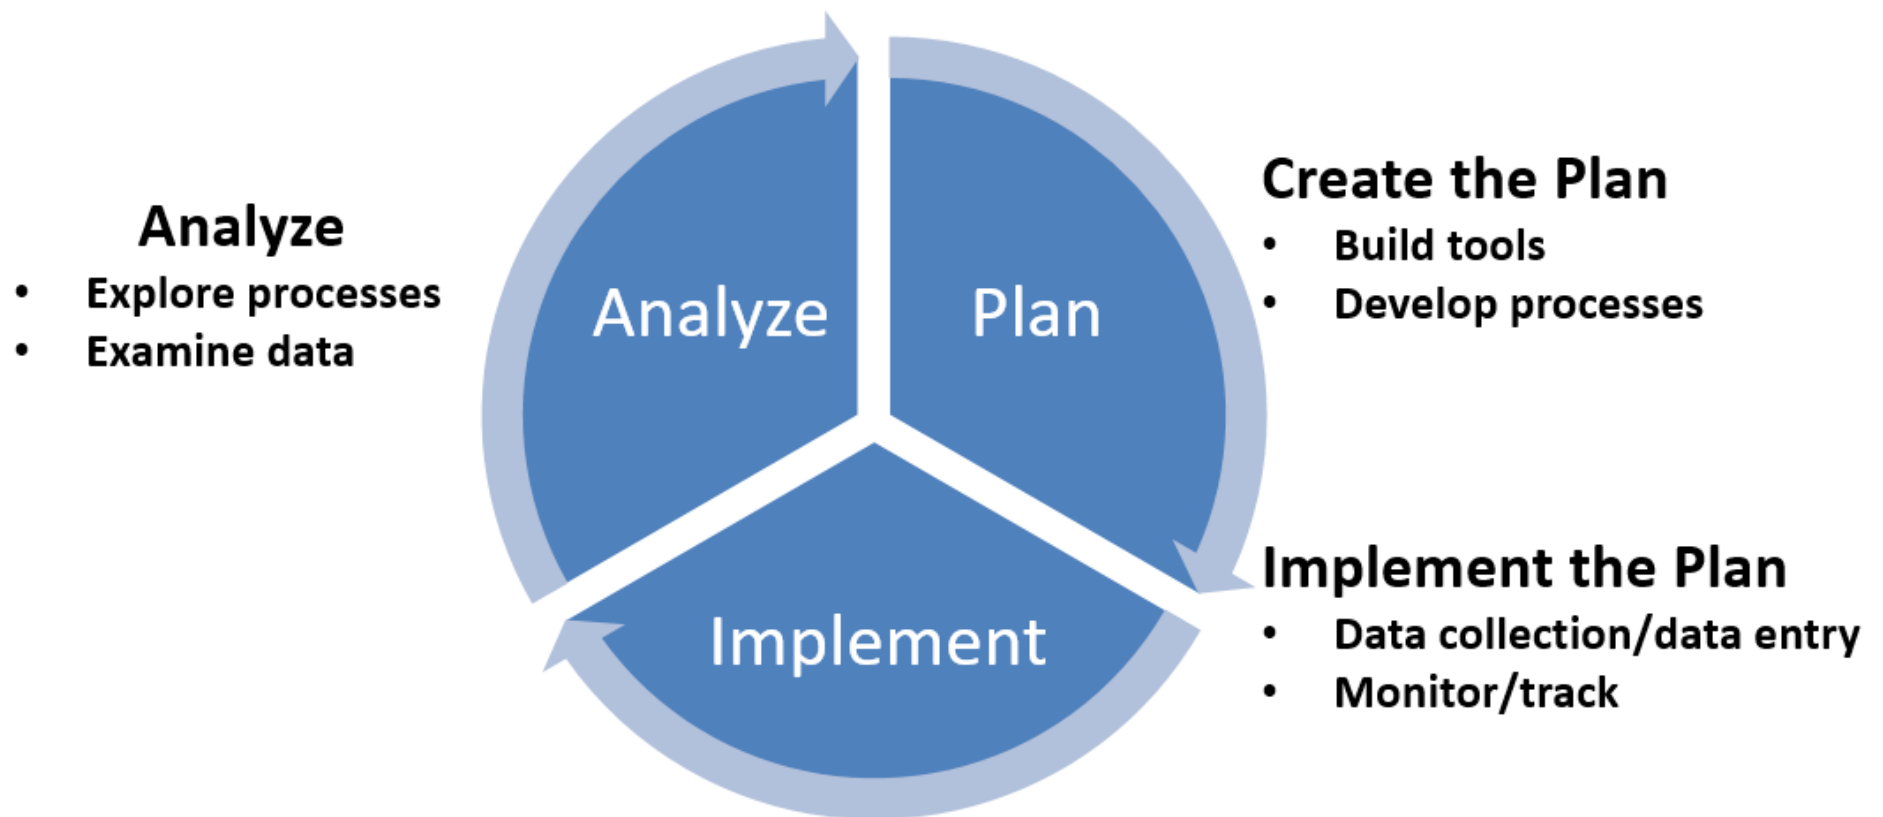 Analyze
• Explore processes
• Examine data
Analyze
Plan
Implement
Create the Plan
• Build tools
• Develop processes
Implement the Plan
• Data collection/data entry
• Monitor/track